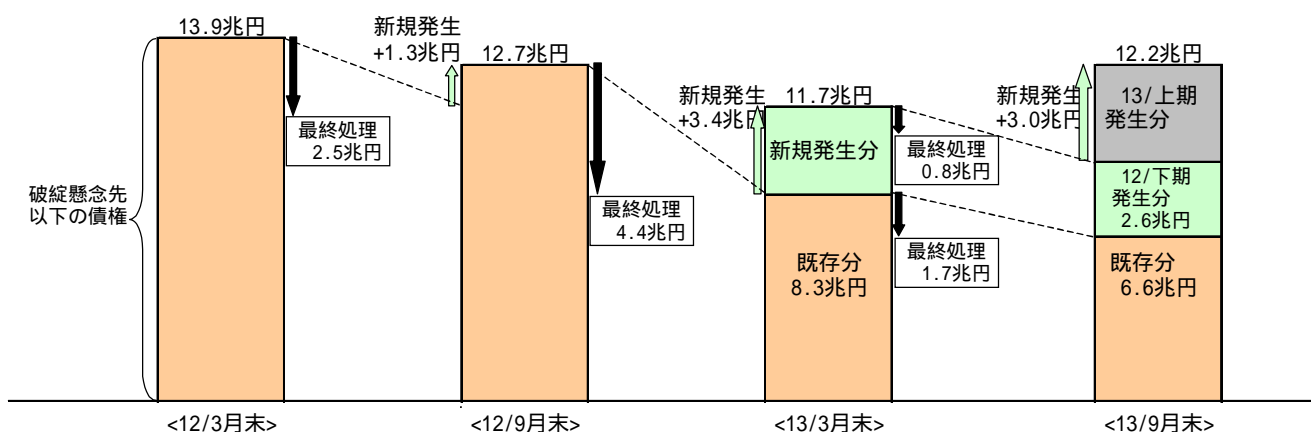 13.9兆円
最終処理
2.5兆円
破綻懸念先
以下の債権
<12/3月末>
新規発生
+1.3兆円
12.7兆円
最終処理
4.4兆円
<12/9月末>
新規発生
+3.4兆円
11.7兆円
新規発生分
既存分
8.3兆円
最終処理
0.8兆円
最終処理
1.7兆円
<13/3月末>
新規発生
+3.0兆円
12.2兆円
13/上期
発生分
12/下期
発生分
2.6兆円
既存分
6.6兆円
<13/9月末>